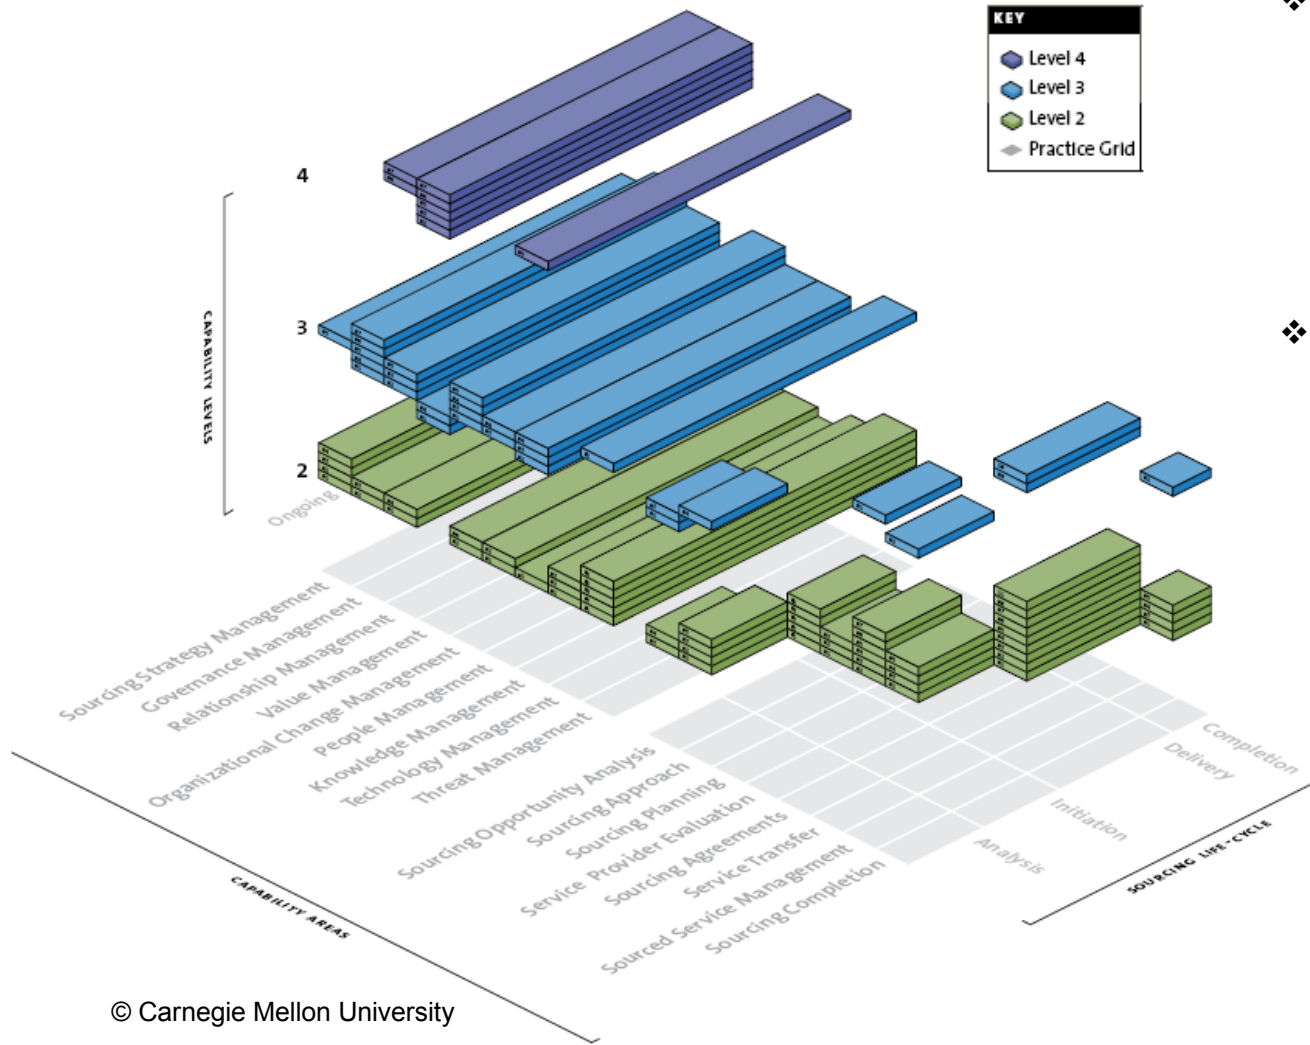 KEY
Level 4
Level 3
Level 2
Practice Grid
4
3
2
CAPABILITY LEVELS
Ongoing
Sourcing Strategy Management
Governance Management
Relationship Management
Value Management
Organizational Change Management
People Management
Knowledge Management
Technology Management
Threat Management
Sourcing Opportunity Analysis
Sourcing Approach
Sourcing Planning
Service Provider Evaluation
Sourcing Agreements
Service Transfer
Sourced Service Management
Sourcing Completion
CAPABILITY AREAS
Completion
Delivery
Initiation
Analysis
SOURCING LIFE-CYCLE
© Carnegie Mellon University